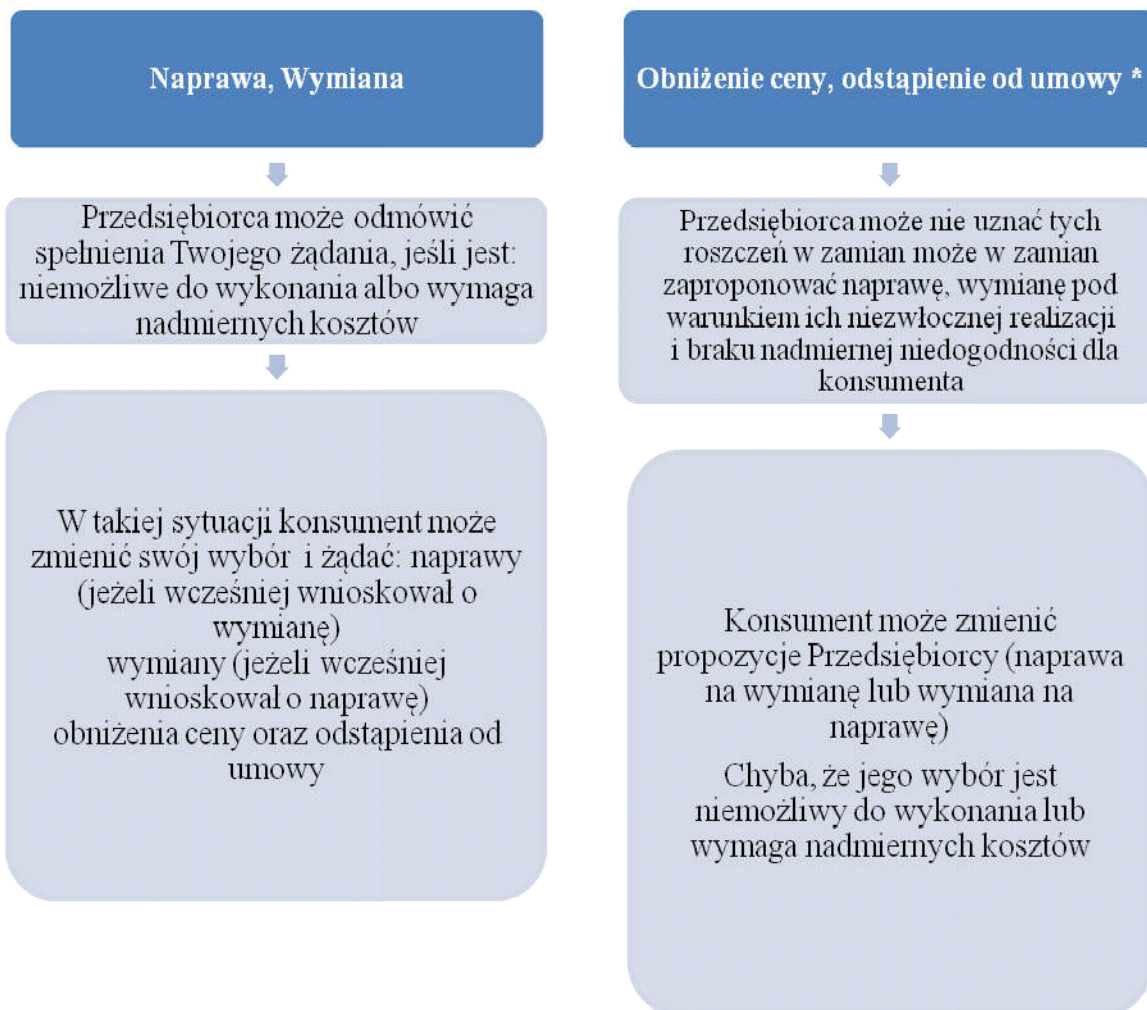 Naprawa, Wymiana
Przedsiębiorca może odmówić
spełnienia Twojego żądania, jeśli jest:
niemożliwe do wykonania albo wymaga
nadmiernych kosztów
W takiej sytuacji konsument może
zmienić swój wybór i żądać: naprawy
(jeżeli wcześniej wnioskował o
wymianę)
wymiany (jeżeli wcześniej
wnioskował o naprawę)
obniżenia ceny oraz odstąpienia od
umowy
Obniżenie ceny, odstąpienie od umowy *
Przedsiębiorca może nie uznać tych
roszczeń w zamian może w zamian
zaproponować naprawę, wymianę pod
warunkiem ich niezwłocznej realizacji
i braku nadmiernej niedogodności dla
konsumenta
Konsument może zmienić
propozycje Przedsiębiorcy (naprawa
na wymianę lub wymiana na
naprawę)
Chyba, że jego wybór jest
niemożliwy do wykonania lub
wymaga nadmiernych kosztów